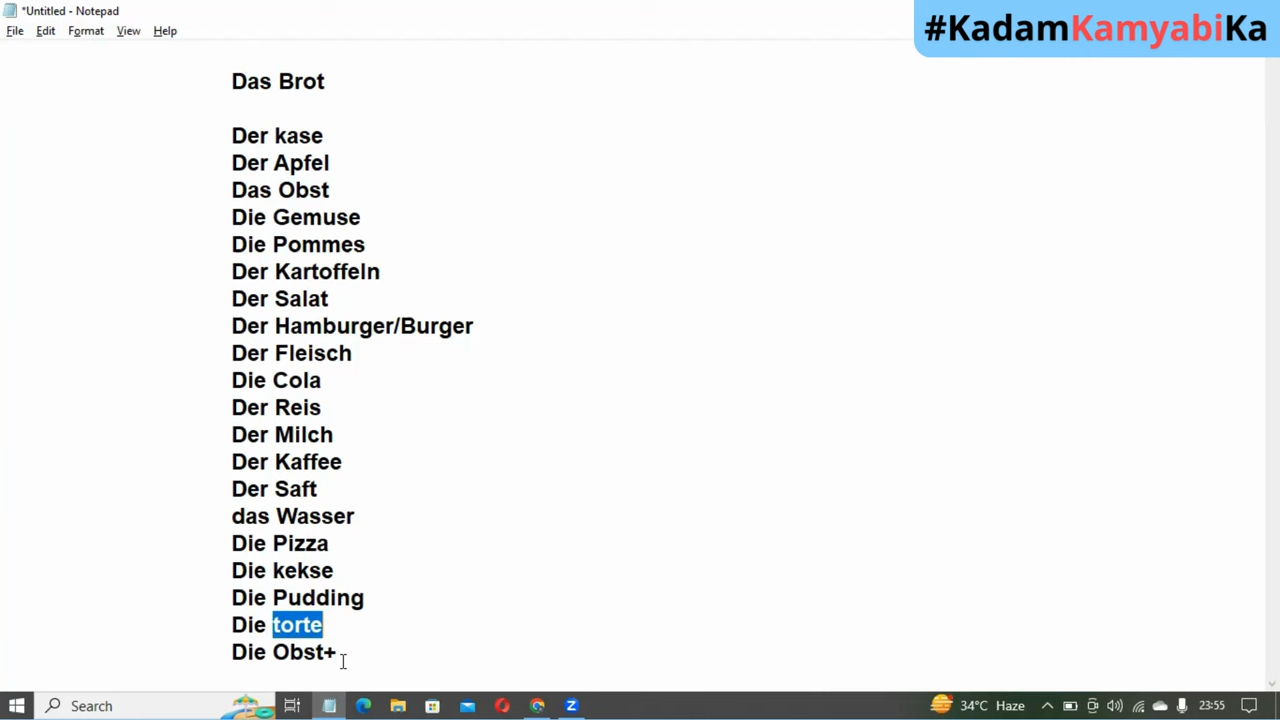 *Untitled - Notepad
File Edit Format View Help
#KadamKamyabiKa
Das Brot
Der kase
Der Apfel
Das Obst
Die Gemuse
Die Pommes
Der Kartoffeln
Der Salat
Der Hamburger/Burger
Der Fleisch
Die Cola
Der Reis
Der Milch
Der Kaffee
Der Saft
das Wasser
Die Pizza
Die kekse
Die Pudding
Die torte
Die Obst+
Search
34°C Haze
23:55